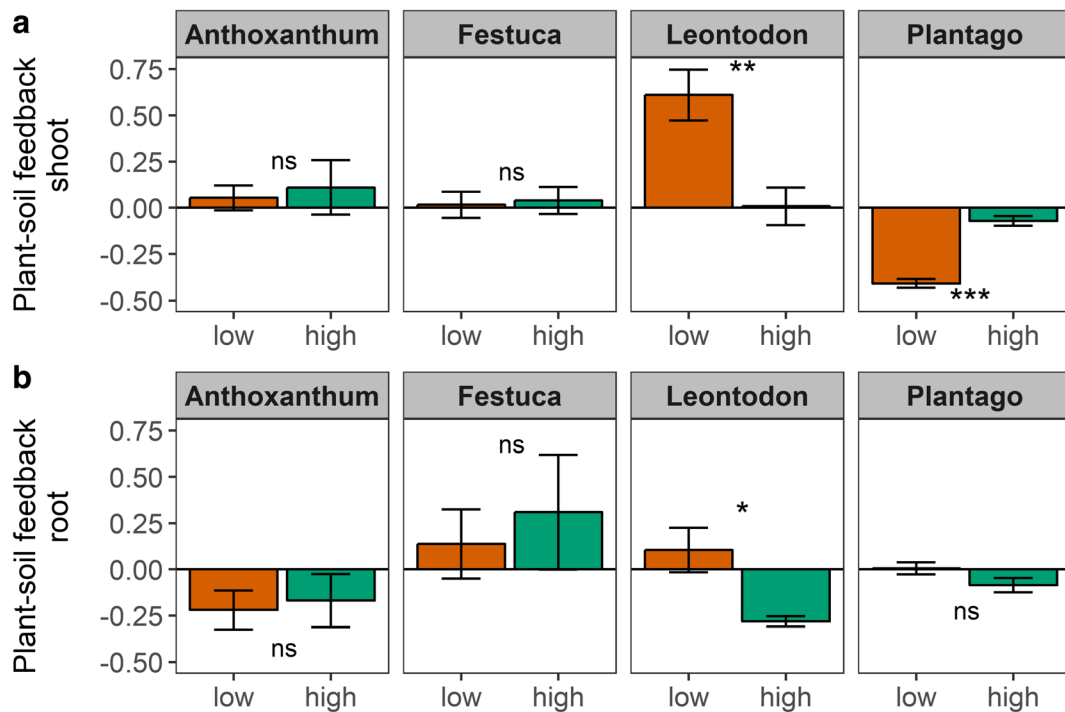 a
Anthoxanthum Festuca Leontodon Plantago
Plant-soil feedback
shoot
0.75
0.50
0.25
0.00
-0.25
-0.50
ns
ns
**
***
low high low high low high low high
b
Anthoxanthum Festuca Leontodon Plantago
Plant-soil feedback
root
0.75
0.50
0.25
0.00
-0.25
-0.50
ns
ns
*
ns
low high low high low high low high